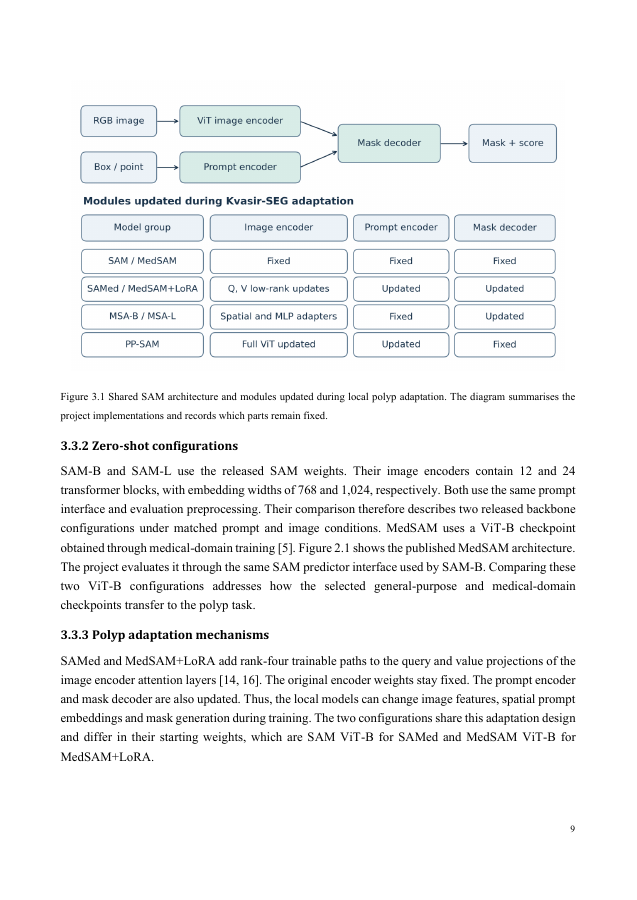 RGB image
ViT image encoder
Mask decoder
Mask + score
Box / point
Prompt encoder
Modules updated during Kvasir-SEG adaptation
Model group Image encoder Prompt encoder Mask decoder
SAM / MedSAM Fixed Fixed Fixed
SAMed / MedSAM+LoRA Q, V low-rank updates Updated Updated
MSA-B / MSA-L Spatial and MLP adapters Fixed Updated
PP-SAM Full ViT updated Updated Fixed
Figure 3.1 Shared SAM architecture and modules updated during local polyp adaptation. The diagram summarises the
project implementations and records which parts remain fixed.
3.3.2 Zero-shot configurations
SAM-B and SAM-L use the released SAM weights. Their image encoders contain 12 and 24
transformer blocks, with embedding widths of 768 and 1,024, respectively. Both use the same prompt
interface and evaluation preprocessing. Their comparison therefore describes two released backbone
configurations under matched prompt and image conditions. MedSAM uses a ViT-B checkpoint
obtained through medical-domain training [5]. Figure 2.1 shows the published MedSAM architecture.
The project evaluates it through the same SAM predictor interface used by SAM-B. Comparing these
two ViT-B configurations addresses how the selected general-purpose and medical-domain
checkpoints transfer to the polyp task.
3.3.3 Polyp adaptation mechanisms
SAMed and MedSAM+LoRA add rank-four trainable paths to the query and value projections of the
image encoder attention layers [14, 16]. The original encoder weights stay fixed. The prompt encoder
and mask decoder are also updated. Thus, the local models can change image features, spatial prompt
embeddings and mask generation during training. The two configurations share this adaptation design
and differ in their starting weights, which are SAM ViT-B for SAMed and MedSAM ViT-B for
MedSAM+LoRA.
9